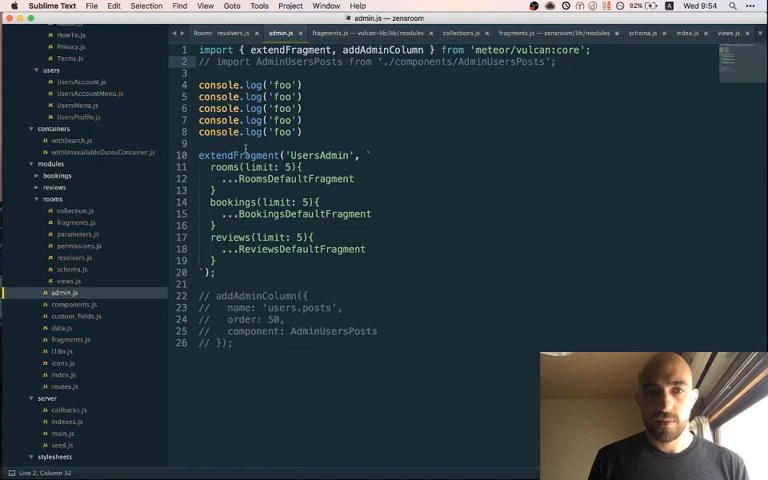 Sublime Text File Edit Selection Find View Goto Tools Project Window Help 92% Wed 9:54
admin.js — zensroom
Room resolvers.js × admin.js × fragments.js — vulcan-lib/lib/modules × collections.js × fragments.js — zensroom/lib/modules schema.js × index.js × views.js ×
HowTo.js
Privacy.js
Terms.js
users
UsersAccount.js
UsersAccountMenu.js
UsersMenu.js
UsersProfile.js
containers
withSearch.js
withUnavailableDatesContainer.js
modules
bookings
reviews
rooms
collection.js
fragments.js
parameters.js
permissions.js
resolvers.js
schema.js
views.js
admin.js
components.js
custom_fields.js
data.js
fragments.js
i18n.js
icons.js
index.js
routes.js
server
callbacks.js
indexes.js
main.js
seed.js
stylesheets
1 import { extendFragment, addAdminColumn } from 'meteor/vulcan:core';
2 // import AdminUsersPosts from './components/AdminUsersPosts';
3
4 console.log('foo')
5 console.log('foo')
6 console.log('foo')
7 console.log('foo')
8 console.log('foo')
9
10 extendFragment('UsersAdmin', `
11 rooms(limit: 5){
12 ...RoomsDefaultFragment
13 }
14 bookings(limit: 5){
15 ...BookingsDefaultFragment
16 }
17 reviews(limit: 5){
18 ...ReviewsDefaultFragment
19 }
20 `);
21
22 // addAdminColumn({
23 // name: 'users.posts',
24 // order: 50,
25 // component: AdminUsersPosts
26 // });
Line 2, Column 32